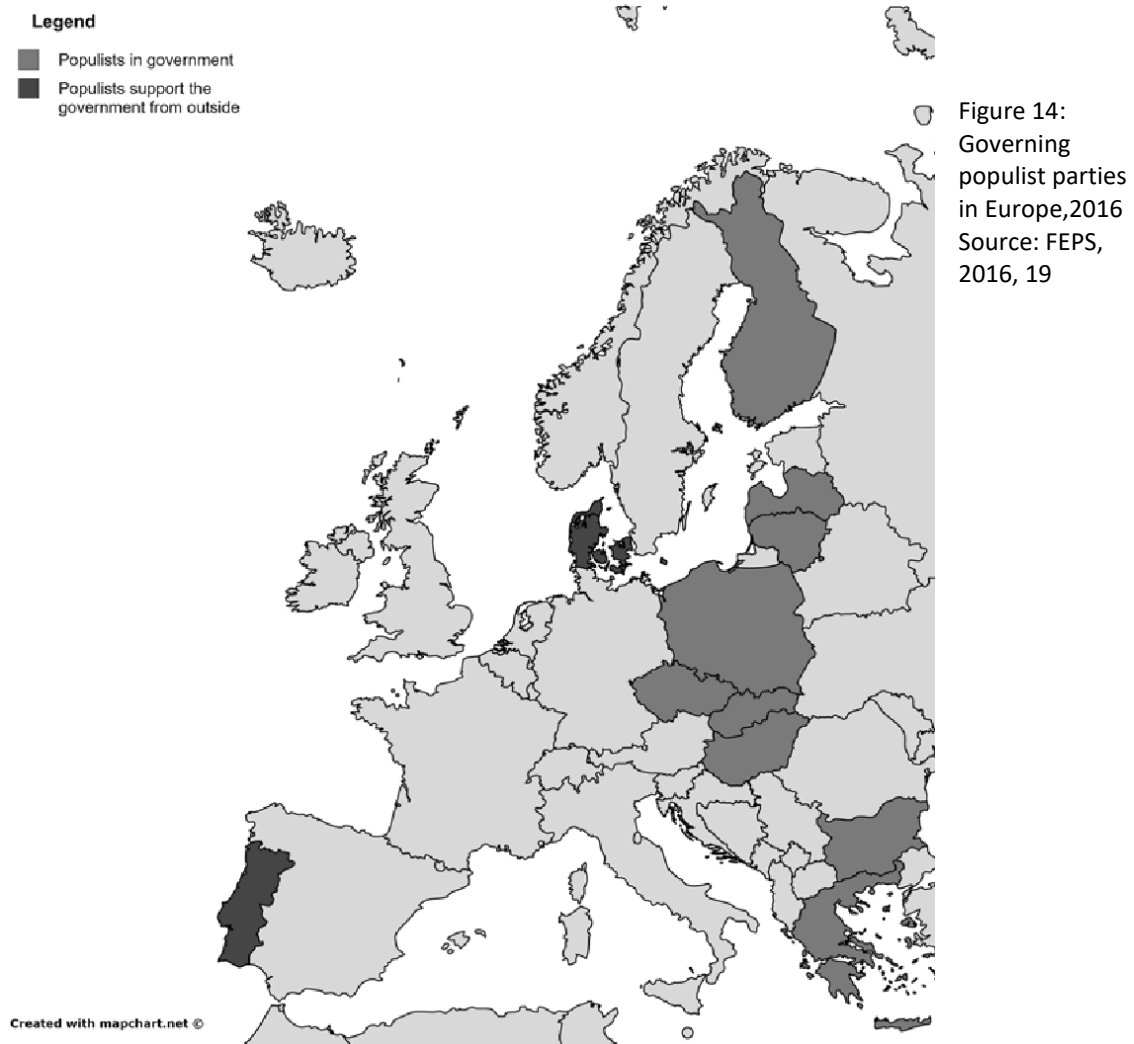 Legend
Populists in government
Populists support the
government from outside
Figure 14:
Governing
populist parties
in Europe,2016
Source: FEPS,
2016, 19
Created with mapchart.net ©